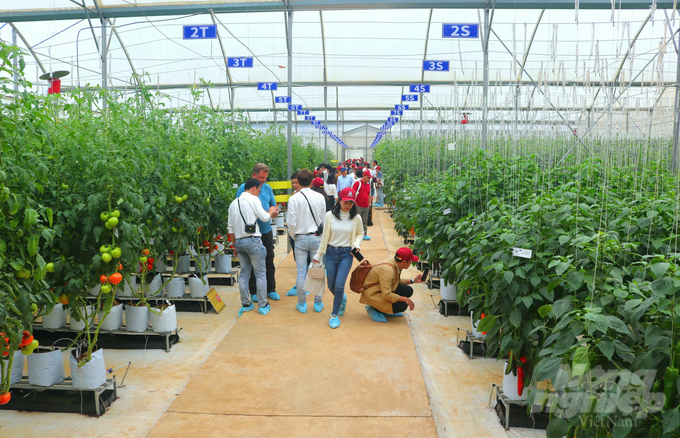 2T
2S
3T
3S
4T
4S
5T
5S
Nông nghiệp
Việt Nam